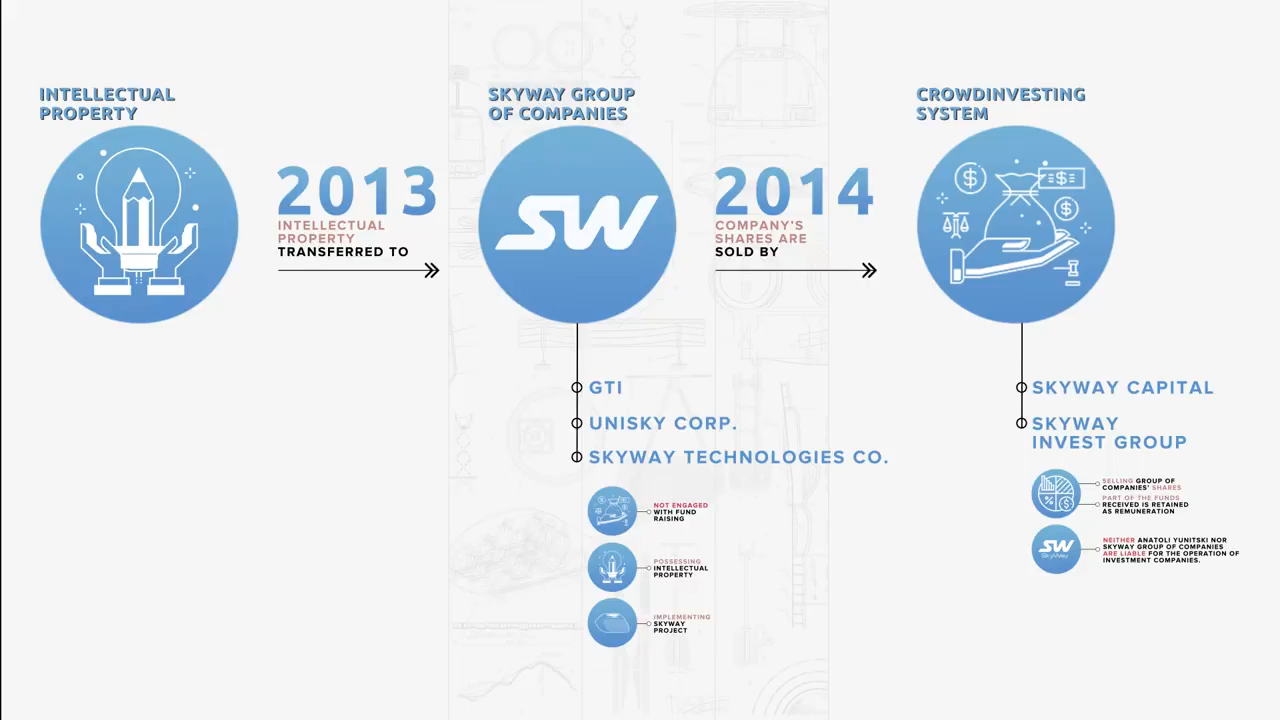 INTELLECTUAL
PROPERTY
2013
INTELLECTUAL
PROPERTY
TRANSFERRED TO
SKYWAY GROUP
OF COMPANIES
SW
2014
COMPANY'S
SHARES ARE
SOLD BY
CROWDINVESTING
SYSTEM
GTI
UNISKY CORP.
SKYWAY TECHNOLOGIES CO.
NOT ENGAGED
WITH FUND
RAISING
POSSESSING
INTELLECTUAL
PROPERTY
IMPLEMENTING
SKYWAY
PROJECT
SKYWAY CAPITAL
SKYWAY
INVEST GROUP
SELLING GROUP OF
COMPANIES' SHARES
PART OF THE FUNDS
RECEIVED IS RETAINED
AS REMUNERATION
SW
SkyWay
NEITHER ANATOLI YUNITSKI NOR
SKYWAY GROUP OF COMPANIES
ARE LIABLE FOR THE OPERATION OF
INVESTMENT COMPANIES.